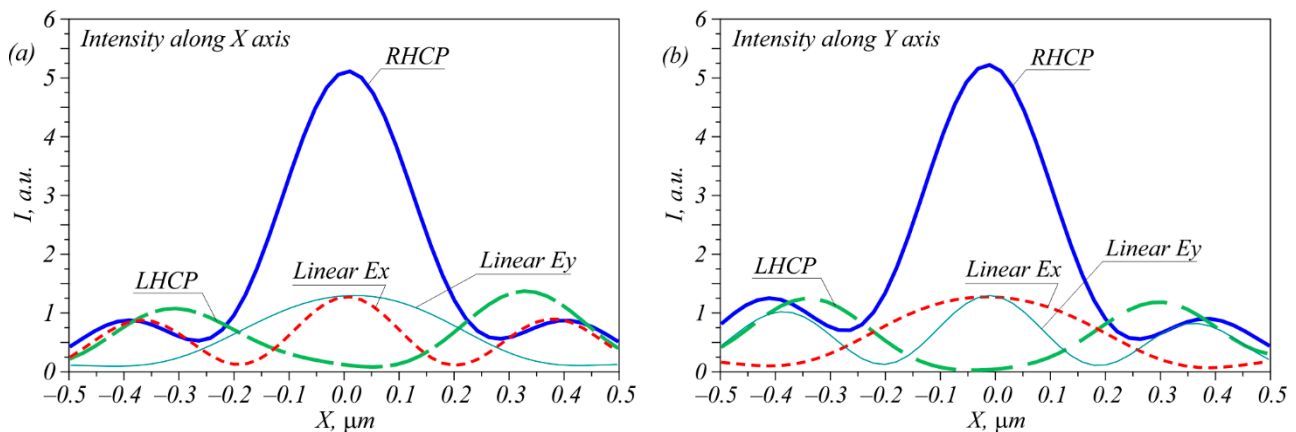 (a)
Intensity along X axis
RHCP
LHCP
Linear Ex
Linear Ey
I, a.u.
6
5
4
3
2
1
0
−0.5 −0.4 −0.3 −0.2 −0.1 0.0 0.1 0.2 0.3 0.4 0.5
X, μm
(b)
Intensity along Y axis
RHCP
LHCP
Linear Ex
Linear Ey
I, a.u.
6
5
4
3
2
1
0
−0.5 −0.4 −0.3 −0.2 −0.1 0.0 0.1 0.2 0.3 0.4 0.5
X, μm